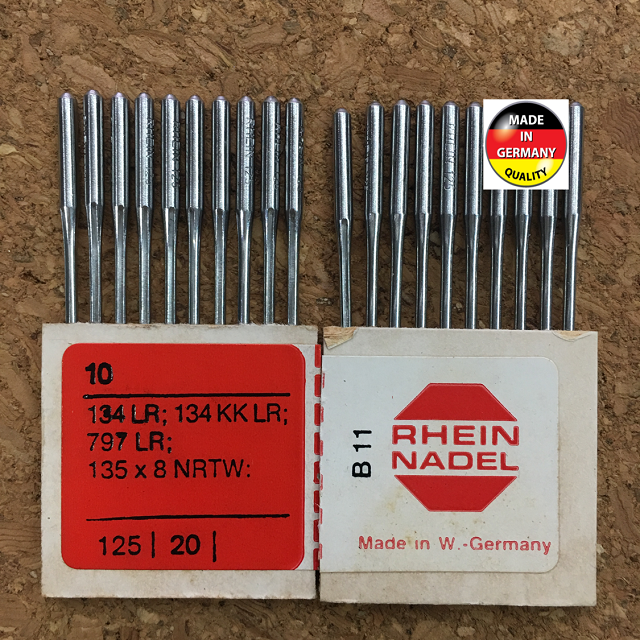 MADE
IN
GERMANY
QUALITY
10
134 LR; 134 KK LR;
797 LR;
135 x 8 NRTW:
125 | 20 |
B 11
RHEIN
NADEL
Made in W.-Germany